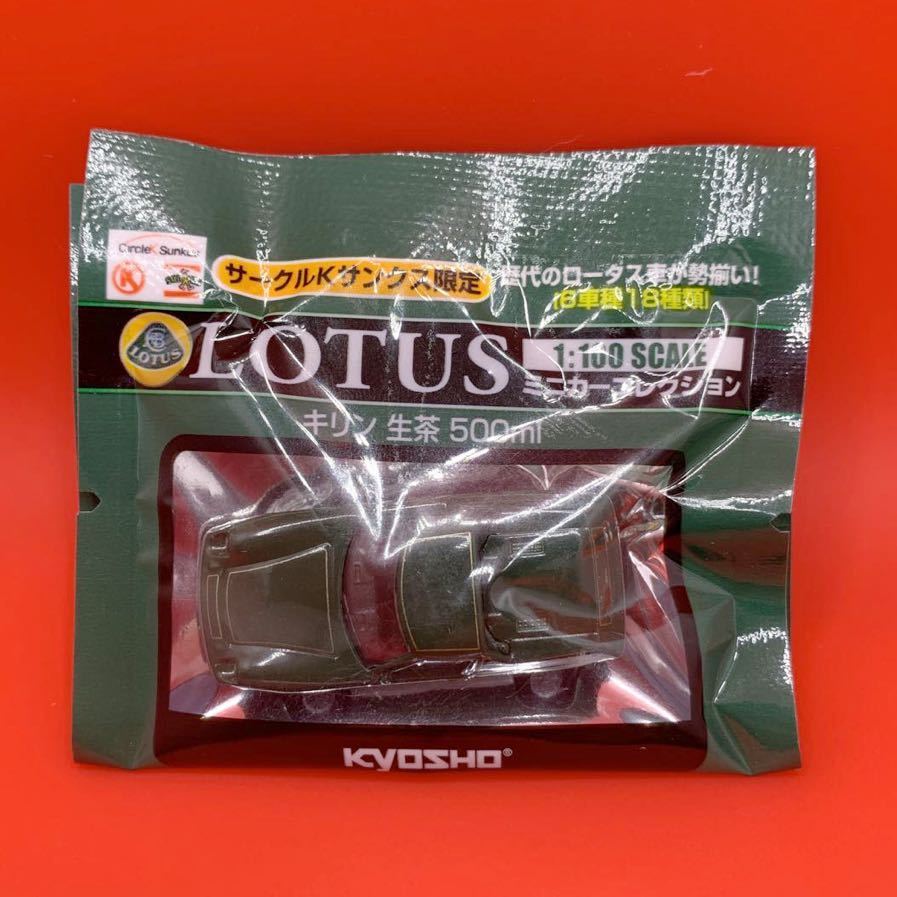 CircleK Sunkus
K
サークルKサンクス限定
歴代のロータス車が勢揃い!
[8車種18種類]
LOTUS
LOTUS
1:100 SCALE
ミニカーコレクション
キリン 生茶 500ml
KYOSHO®